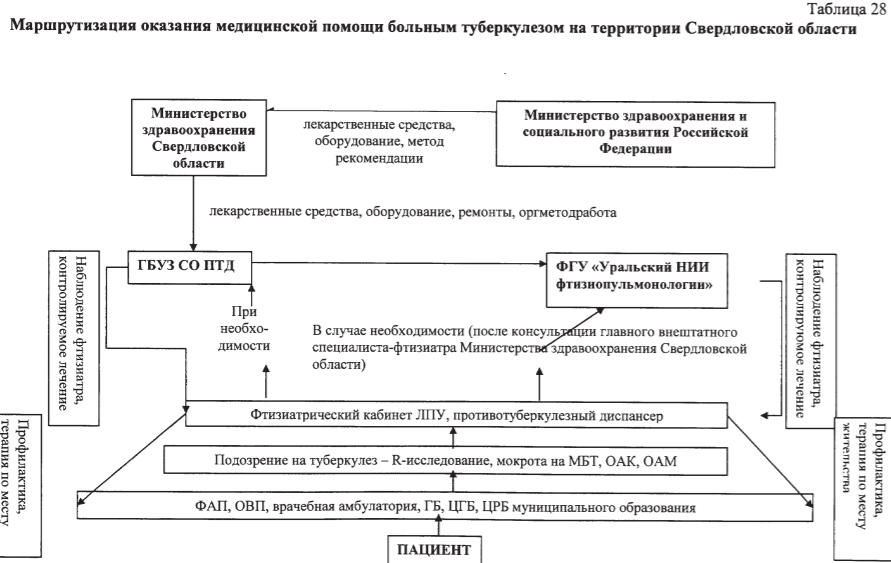 Таблица 28
Маршрутизация оказания медицинской помощи больным туберкулезом на территории Свердловской области
Министерство
здравоохранения
Свердловской
области
лекарственные средства,
оборудование, метод
рекомендации
Министерство здравоохранения и
социального развития Российской
Федерации
лекарственные средства, оборудование, ремонты, оргметодработа
Наблюдение фтизиатра,
контролируемое лечение
ГБУЗ СО ПТД
ФГУ «Уральский НИИ
фтизиопульмонологии»
Наблюдение фтизиатра,
контролируемое лечение
При
необхо-
димости
В случае необходимости (после консультации главного внештатного
специалиста-фтизиатра Министерства здравоохранения Свердловской
области)
Фтизиатрический кабинет ЛПУ, противотуберкулезный диспансер
Профилактика,
терапия по месту
Профилактика,
терапия по месту
жительства
Подозрение на туберкулез – R-исследование, мокрота на МБТ, ОАК, ОАМ
ФАП, ОВП, врачебная амбулатория, ГБ, ЦГБ, ЦРБ муниципального образования
ПАЦИЕНТ